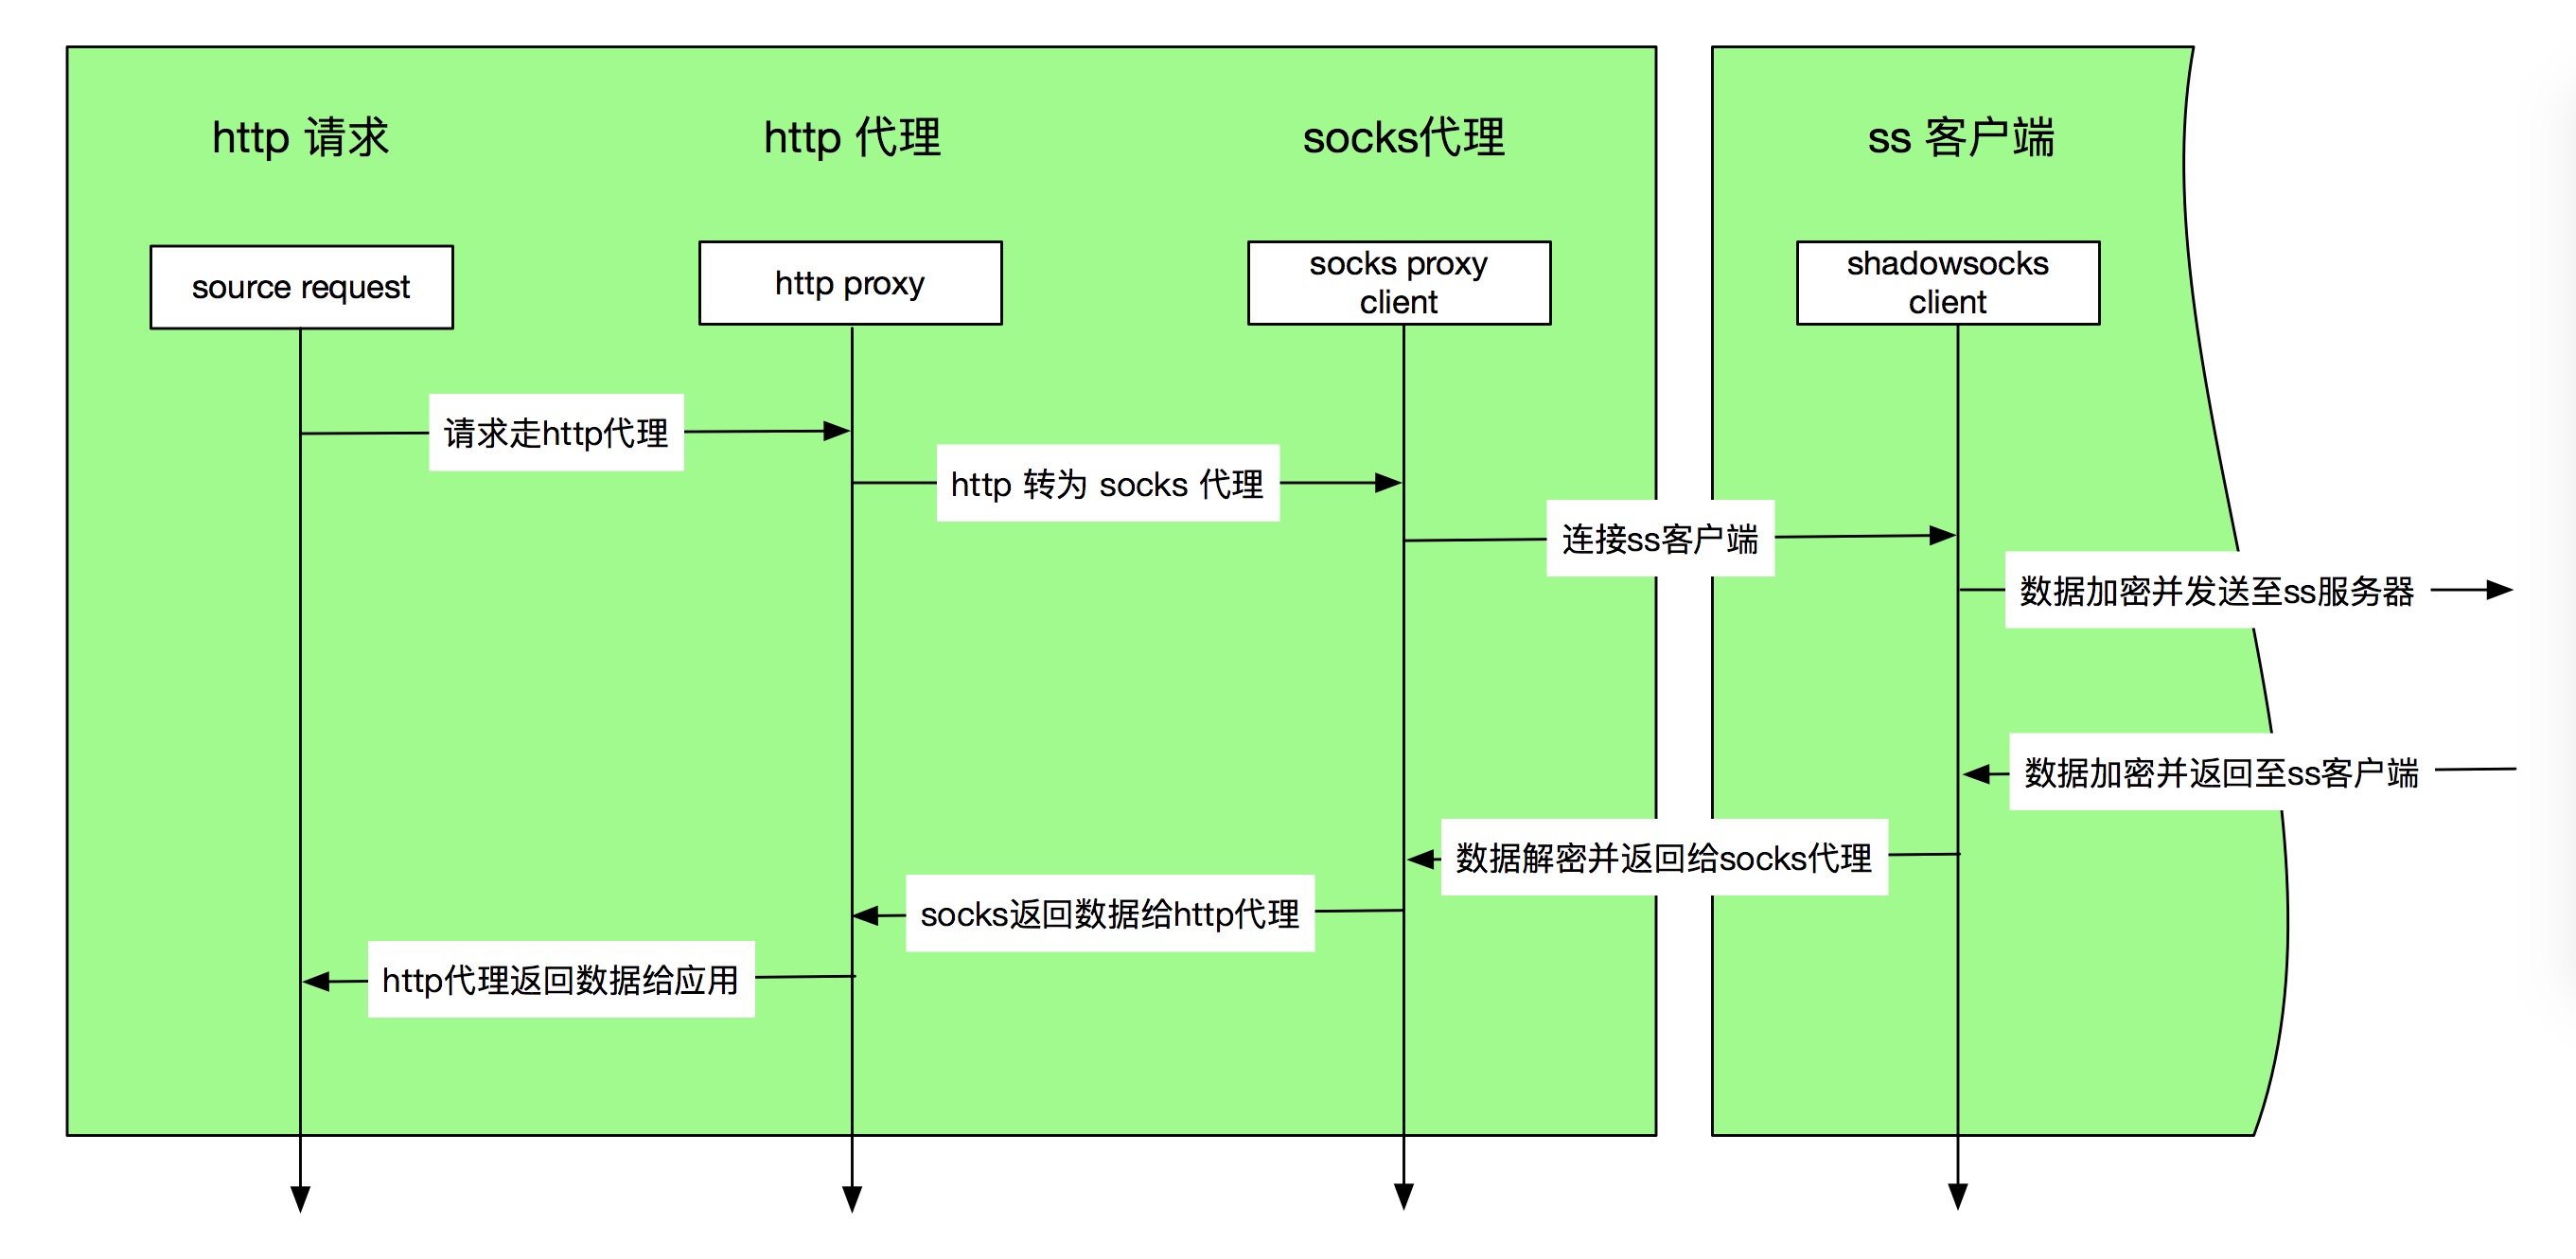 http 请求
http 代理
socks代理
ss 客户端
source request
http proxy
socks proxy
client
shadowsocks
client
请求走http代理
http 转为 socks 代理
连接ss客户端
数据加密并发送至ss服务器
数据加密并返回至ss客户端
数据解密并返回给socks代理
socks返回数据给http代理
http代理返回数据给应用